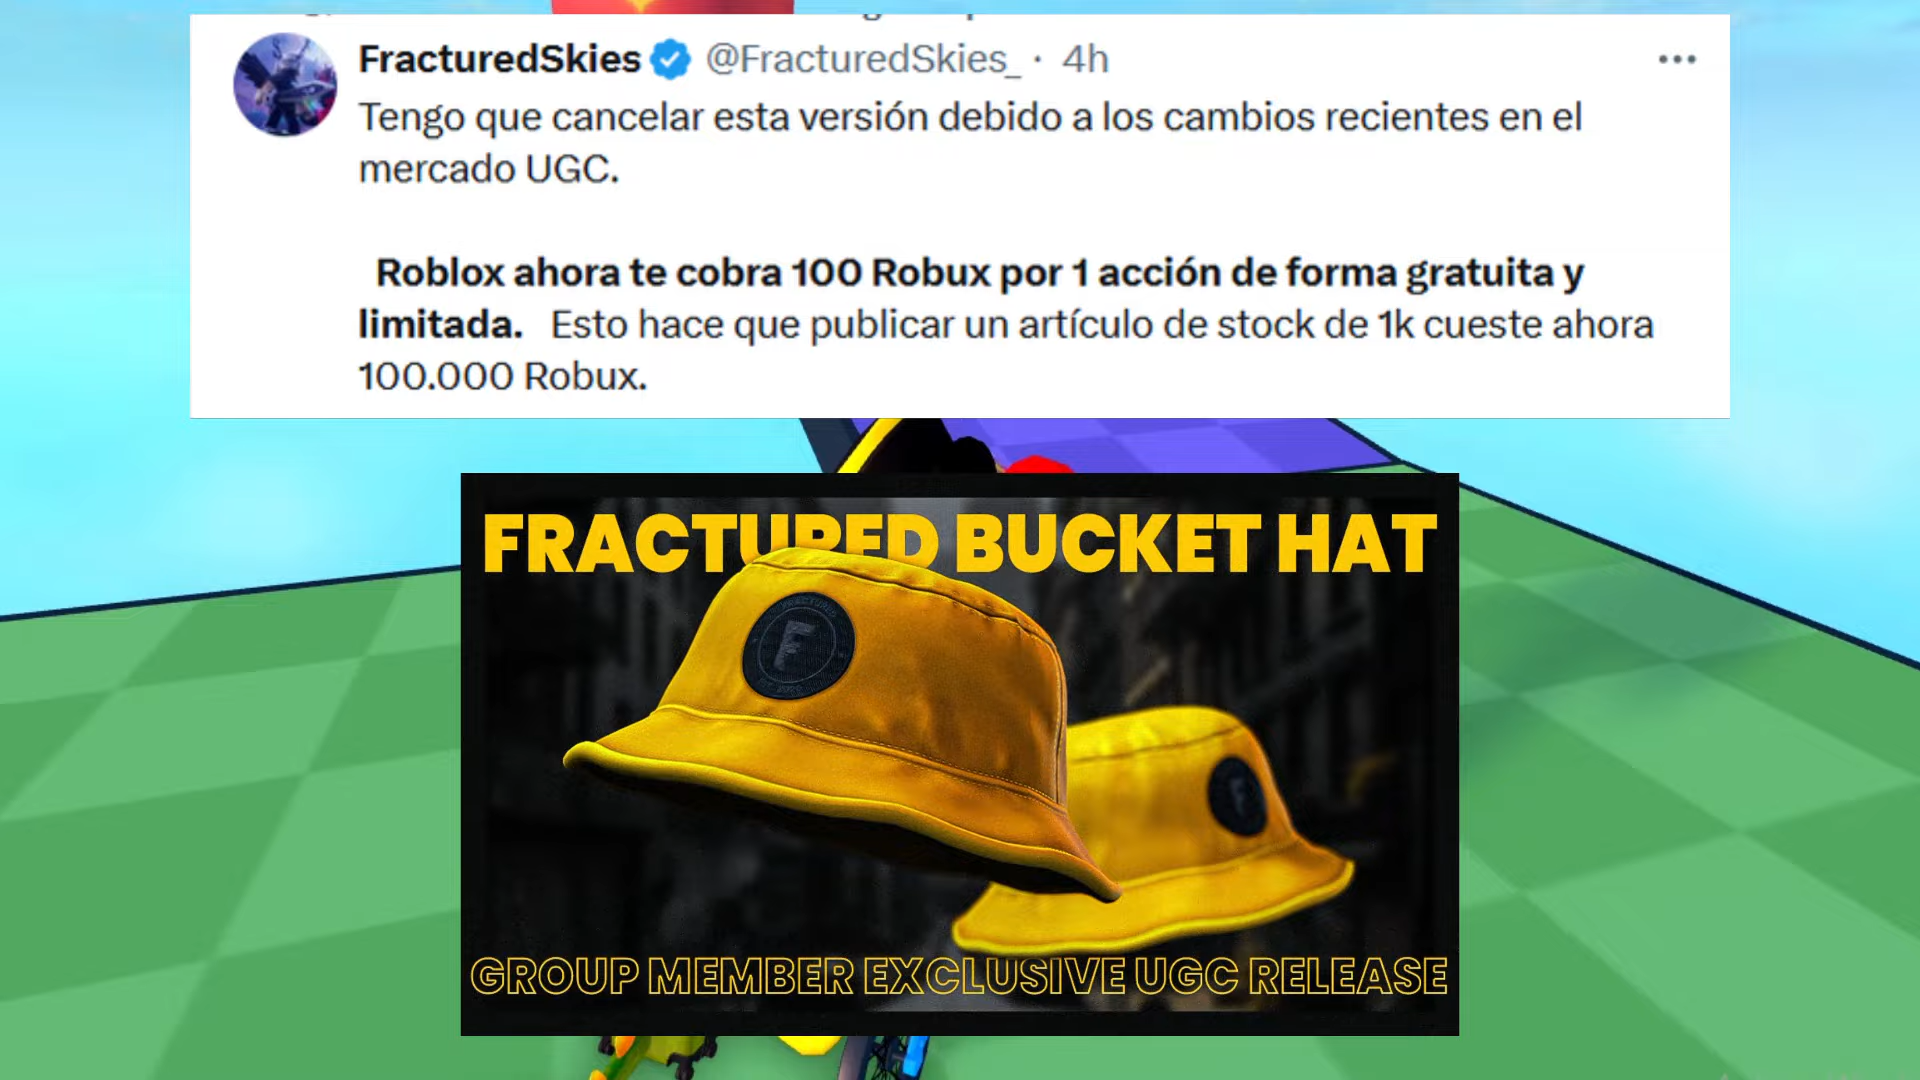 FracturedSkies @FracturedSkies_ · 4h
Tengo que cancelar esta versión debido a los cambios recientes en el
mercado UGC.
Roblox ahora te cobra 100 Robux por 1 acción de forma gratuita y
limitada. Esto hace que publicar un artículo de stock de 1k cueste ahora
100.000 Robux.
FRACTURED BUCKET HAT
FRACTURED
F
F
GROUP MEMBER EXCLUSIVE UGC RELEASE